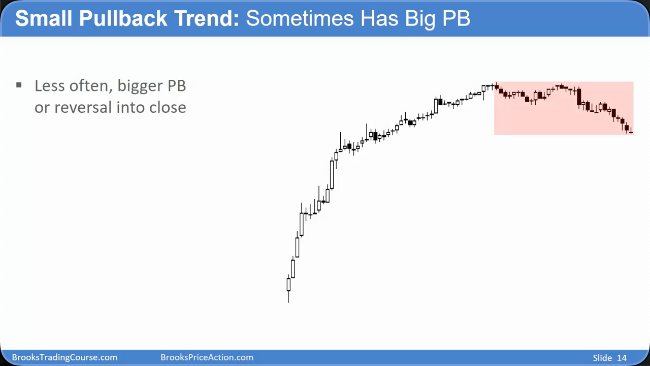 Small Pullback Trend: Sometimes Has Big PB
▪ Less often, bigger PB
or reversal into close
BrooksTradingCourse.com BrooksPriceAction.com Slide 14